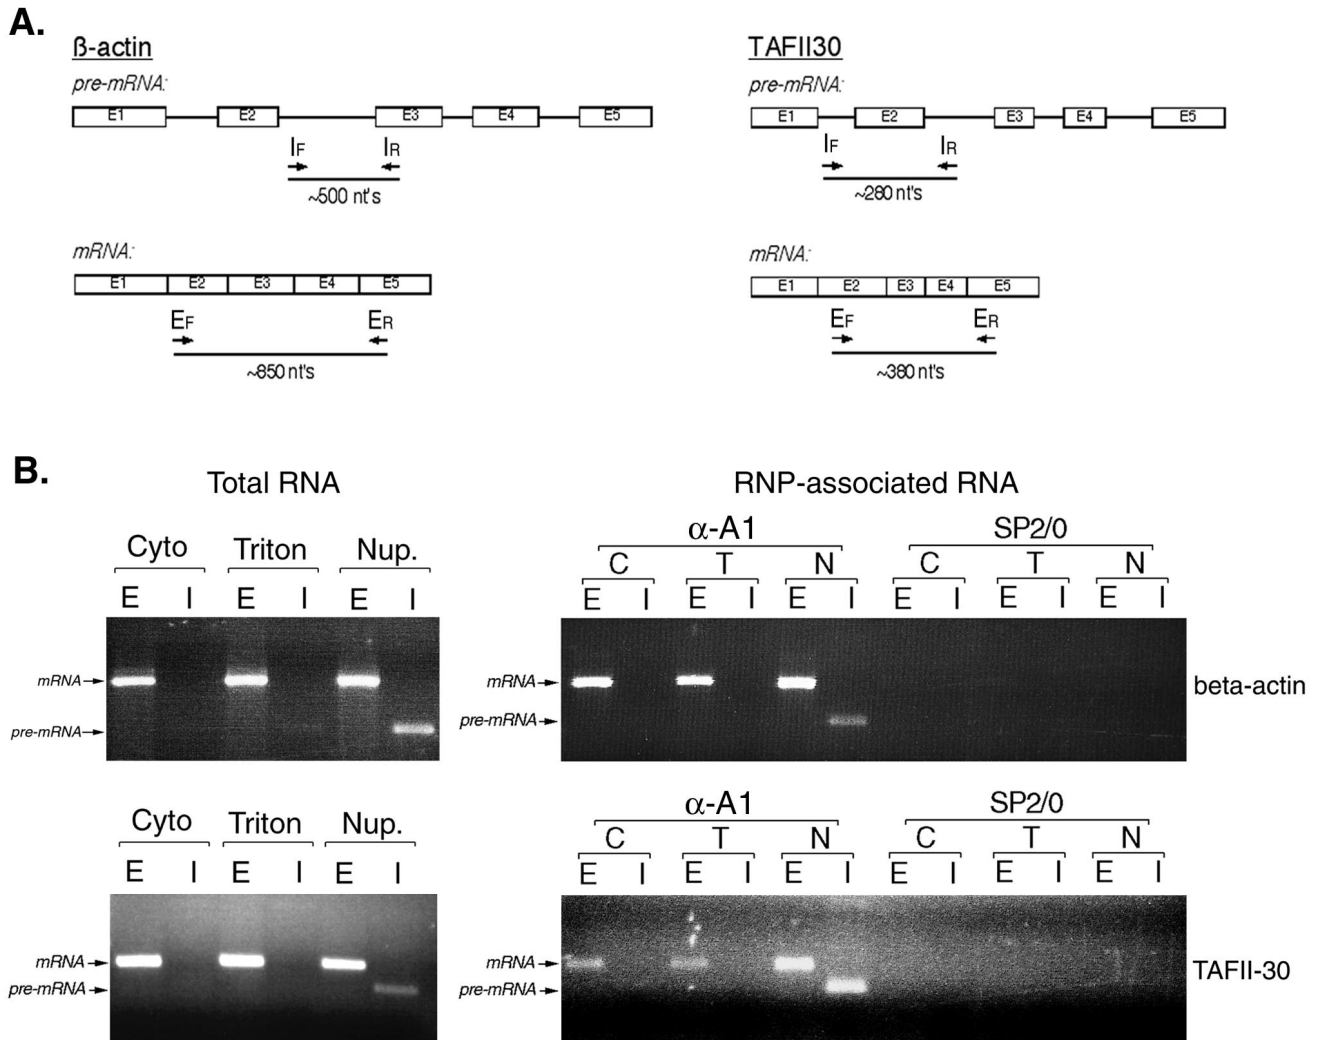 A.
ß-actin
pre-mRNA:
E1 E2 E3 E4 E5
IF IR
~500 nt's
mRNA:
E1 E2 E3 E4 E5
EF ER
~850 nt's
TAFII30
pre-mRNA:
E1 E2 E3 E4 E5
IF IR
~280 nt's
mRNA:
E1 E2 E3 E4 E5
EF ER
~380 nt's
B.
Total RNA
Cyto Triton Nup.
E I E I E I
mRNA
pre-mRNA
RNP-associated RNA
α-A1 SP2/0
C T N C T N
E I E I E I E I E I E I
mRNA
pre-mRNA
beta-actin
Cyto Triton Nup.
E I E I E I
mRNA
pre-mRNA
α-A1 SP2/0
C T N C T N
E I E I E I E I E I E I
mRNA
pre-mRNA
TAFII-30